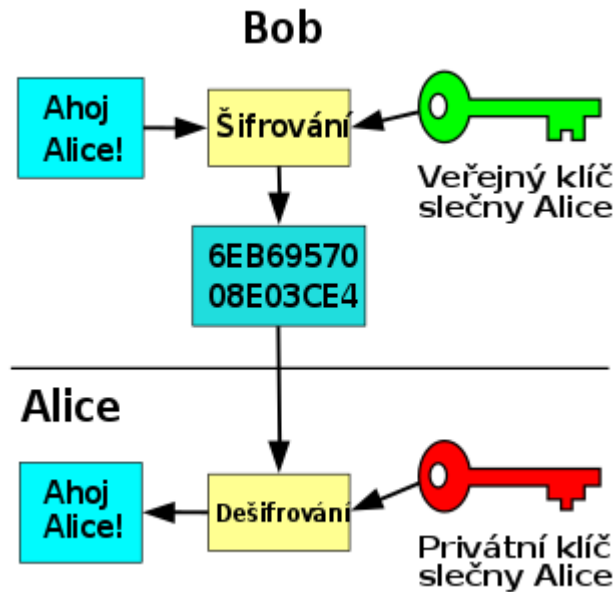 Bob
Ahoj
Alice!
Šifrování
Veřejný klíč
slečny Alice
6EB69570
08E03CE4
Alice
Ahoj
Alice!
Dešifrování
Privátní klíč
slečny Alice